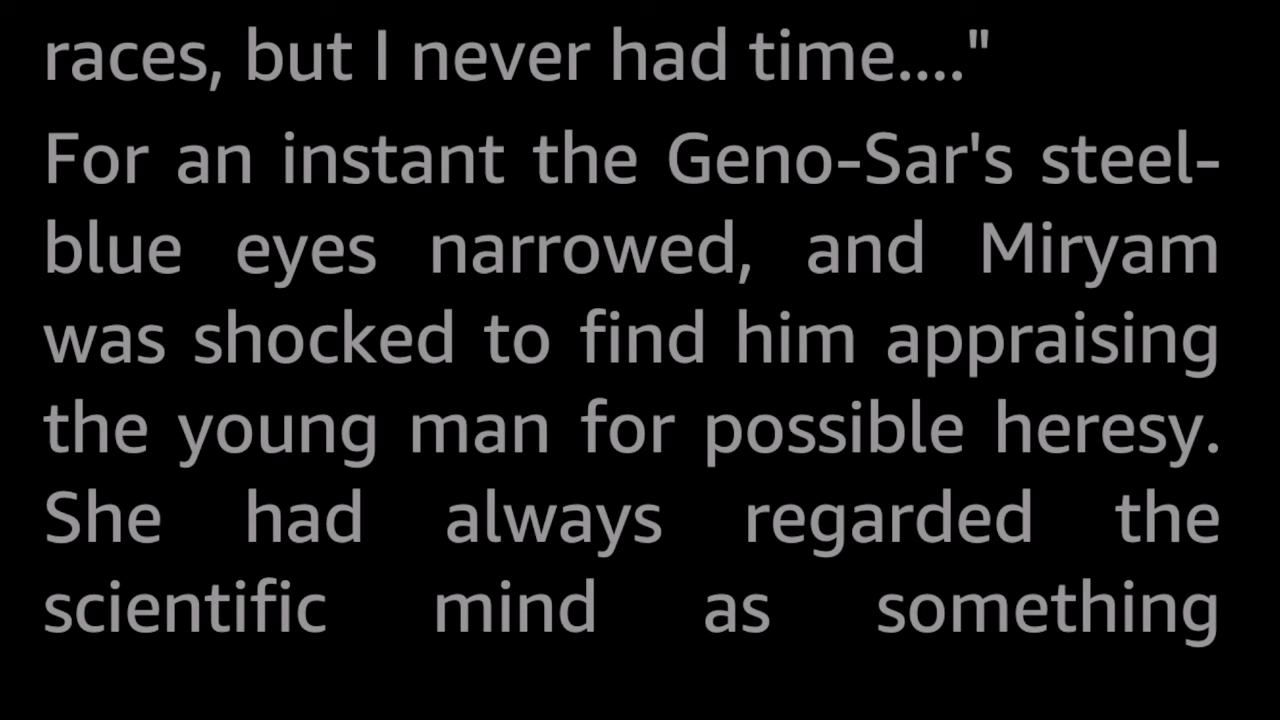 races, but I never had time...."
For an instant the Geno-Sar's steel-
blue eyes narrowed, and Miryam
was shocked to find him appraising
the young man for possible heresy.
She had always regarded the
scientific mind as something